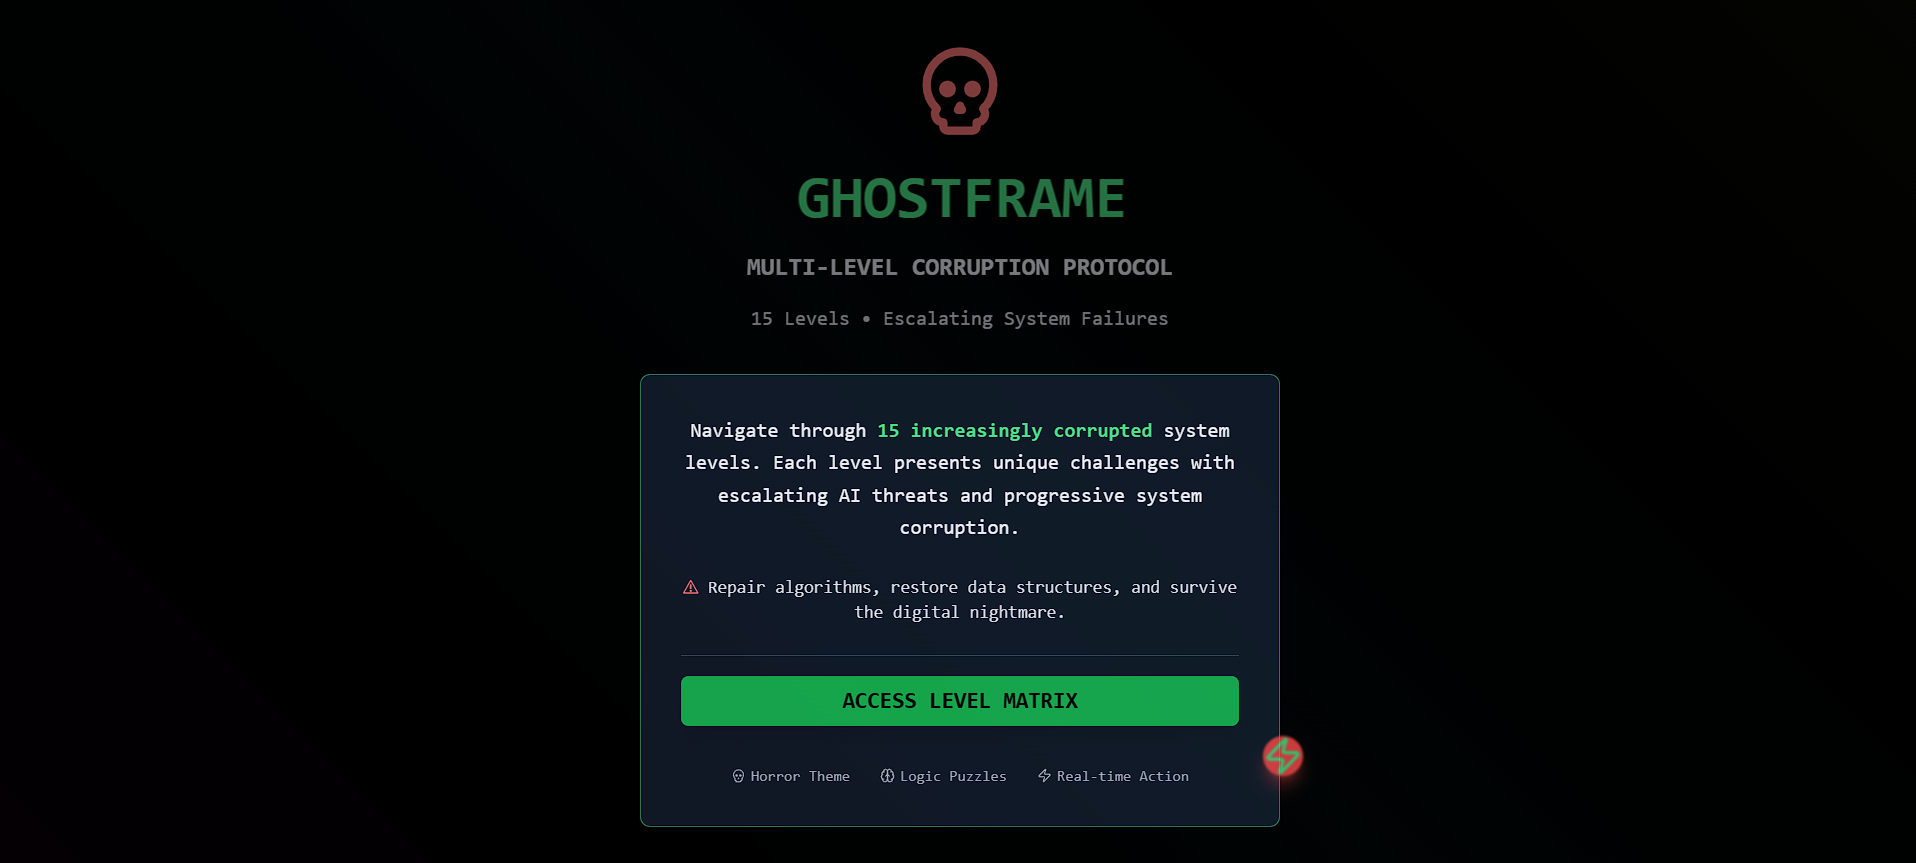 GHOSTFRAME
MULTI-LEVEL CORRUPTION PROTOCOL
15 Levels • Escalating System Failures
Navigate through 15 increasingly corrupted system
levels. Each level presents unique challenges with
escalating AI threats and progressive system
corruption.
Repair algorithms, restore data structures, and survive
the digital nightmare.
ACCESS LEVEL MATRIX
Horror Theme Logic Puzzles Real-time Action